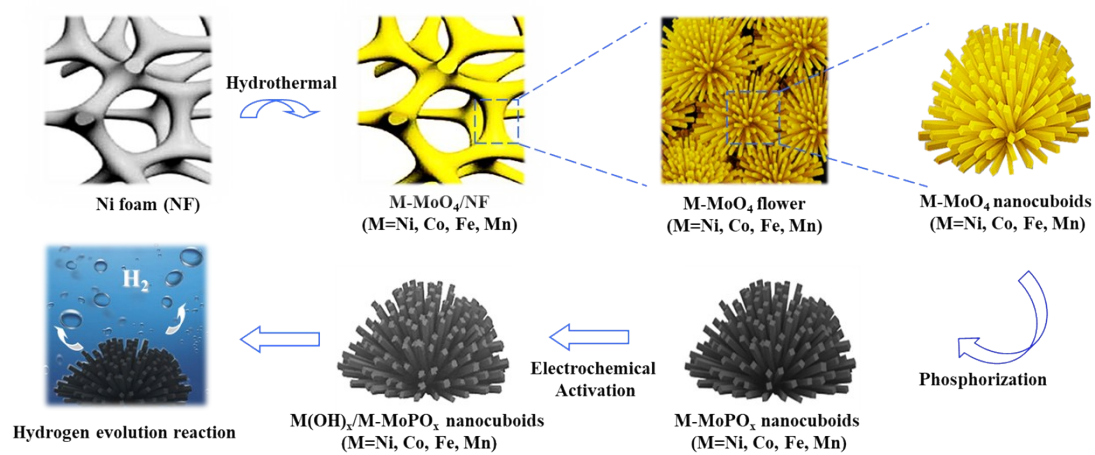 Hydrothermal
Ni foam (NF)
M-MoO₄/NF
(M=Ni, Co, Fe, Mn)
M-MoO₄ flower
(M=Ni, Co, Fe, Mn)
M-MoO₄ nanocuboids
(M=Ni, Co, Fe, Mn)
Phosphorization
M-MoPOₓ nanocuboids
(M=Ni, Co, Fe, Mn)
Electrochemical
Activation
M(OH)ₓ/M-MoPOₓ nanocuboids
(M=Ni, Co, Fe, Mn)
H₂
Hydrogen evolution reaction